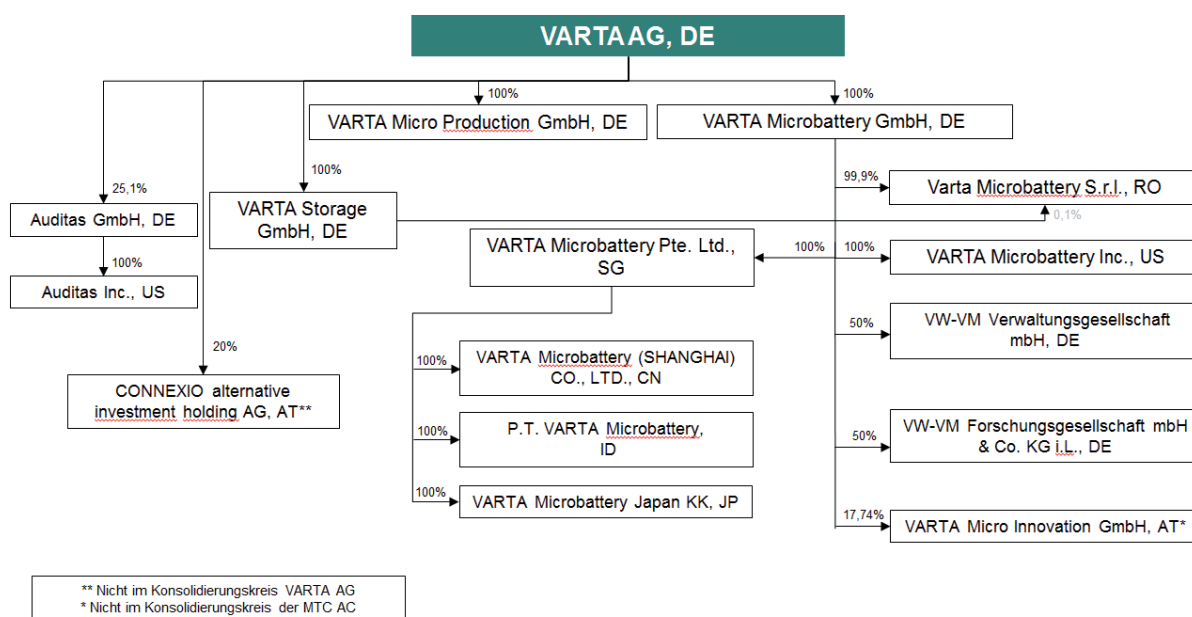 VARTA AG, DE
100%
100%
VARTA Micro Production GmbH, DE
VARTA Microbattery GmbH, DE
25,1%
100%
99,9%
Auditas GmbH, DE
VARTA Storage
GmbH, DE
Varta Microbattery S.r.l., RO
0,1%
VARTA Microbattery Pte. Ltd.,
SG
100%
100%
VARTA Microbattery Inc., US
100%
Auditas Inc., US
20%
CONNEXIO alternative
investment holding AG, AT**
100%
VARTA Microbattery (SHANGHAI)
CO., LTD., CN
50%
VW-VM Verwaltungsgesellschaft
mbH, DE
100%
P.T. VARTA Microbattery,
ID
50%
VW-VM Forschungsgesellschaft mbH
& Co. KG i.L., DE
100%
VARTA Microbattery Japan KK, JP
17,74%
VARTA Micro Innovation GmbH, AT*
** Nicht im Konsolidierungskreis VARTA AG
* Nicht im Konsolidierungskreis der MTC AC